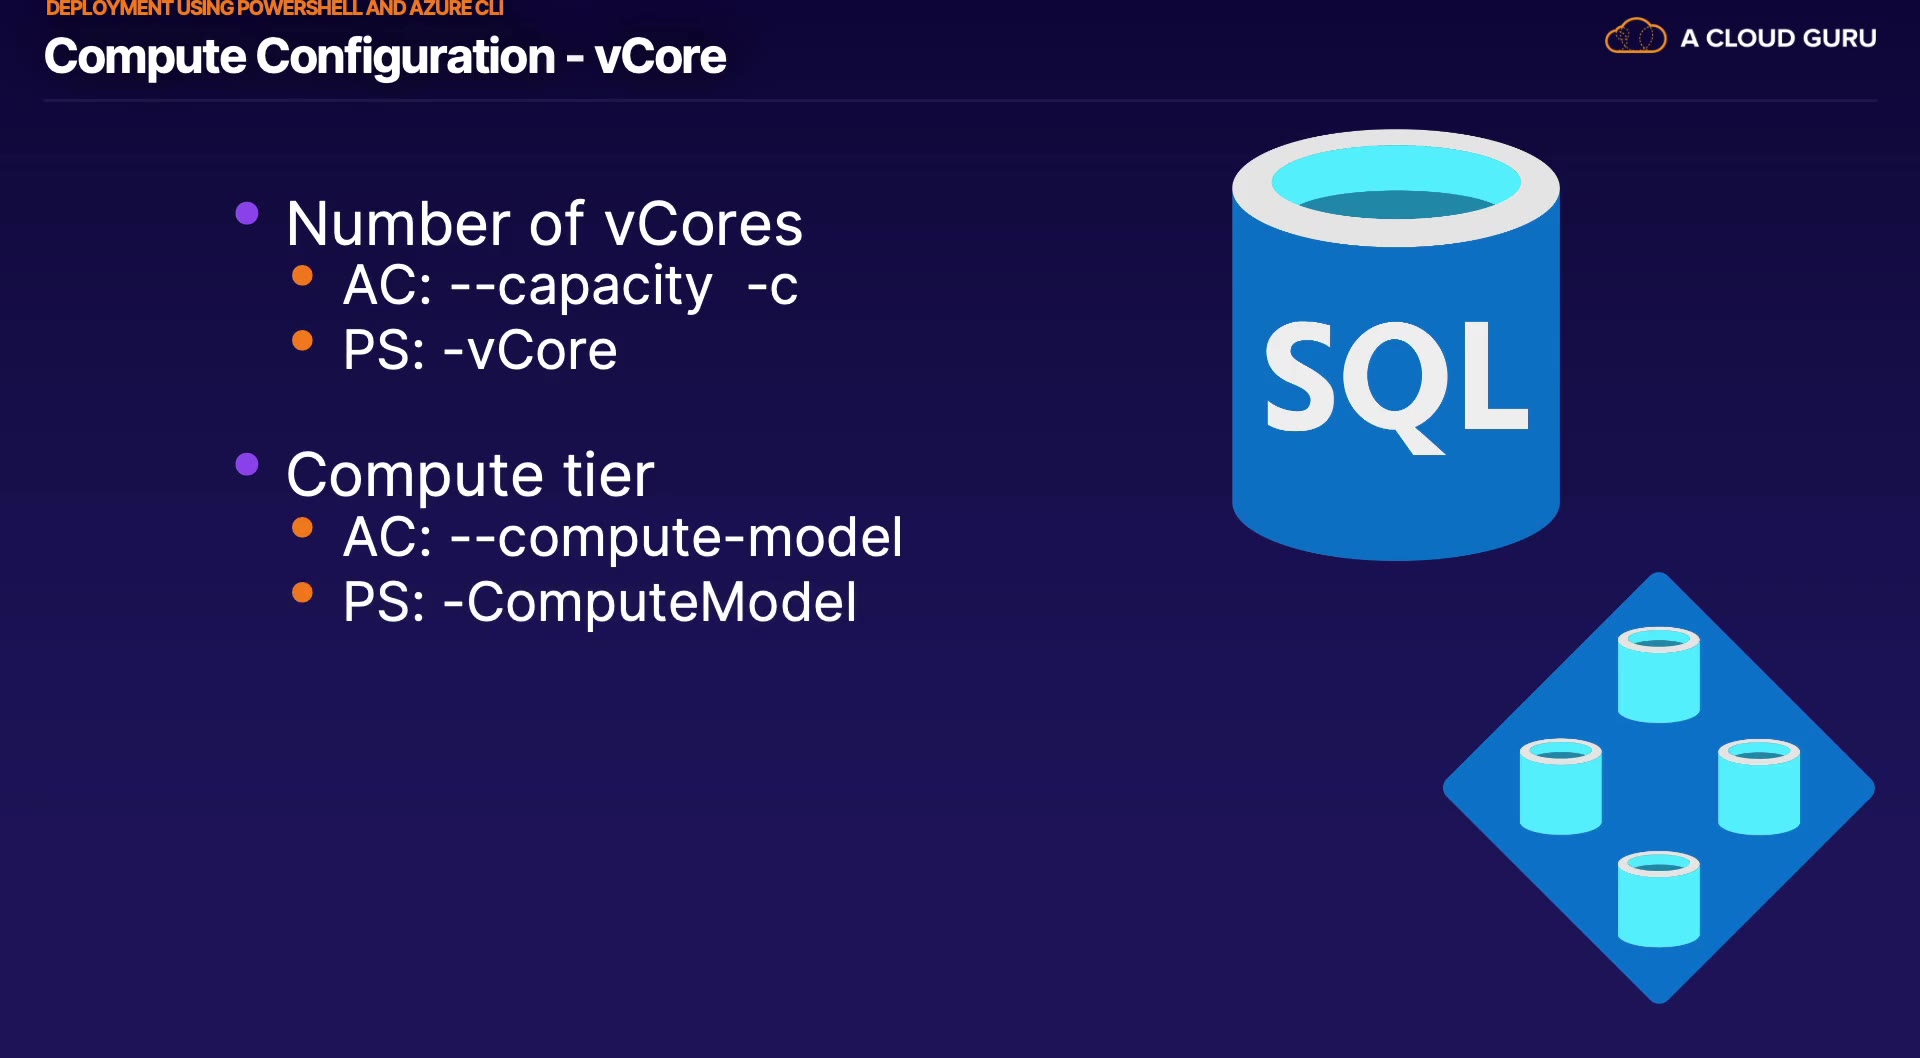 DEPLOYMENT USING POWERSHELL AND AZURE CLI
Compute Configuration - vCore
A CLOUD GURU
Number of vCores
AC: --capacity  -c
PS: -vCore
Compute tier
AC: --compute-model
PS: -ComputeModel
SQL